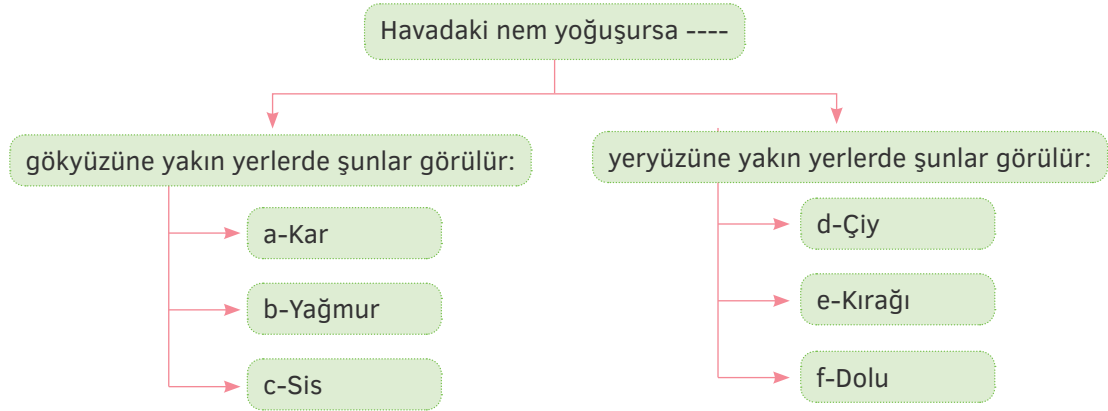 Havadaki nem yoğuşursa ----
gökyüzüne yakın yerlerde şunlar görülür:
a-Kar
b-Yağmur
c-Sis
yeryüzüne yakın yerlerde şunlar görülür:
d-Çiy
e-Kırağı
f-Dolu